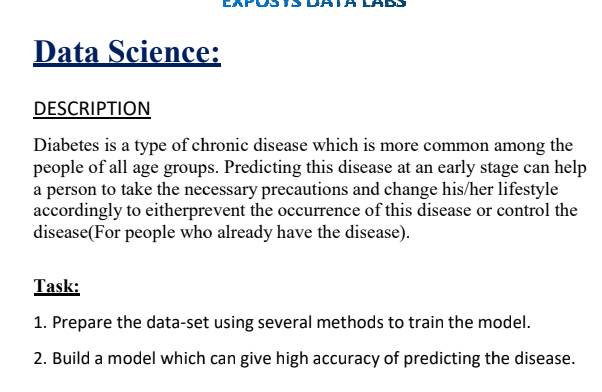 EXPOSYS DATA LABS
Data Science:
DESCRIPTION
Diabetes is a type of chronic disease which is more common among the
people of all age groups. Predicting this disease at an early stage can help
a person to take the necessary precautions and change his/her lifestyle
accordingly to eitherprevent the occurrence of this disease or control the
disease(For people who already have the disease).
Task:
1. Prepare the data-set using several methods to train the model.
2. Build a model which can give high accuracy of predicting the disease.